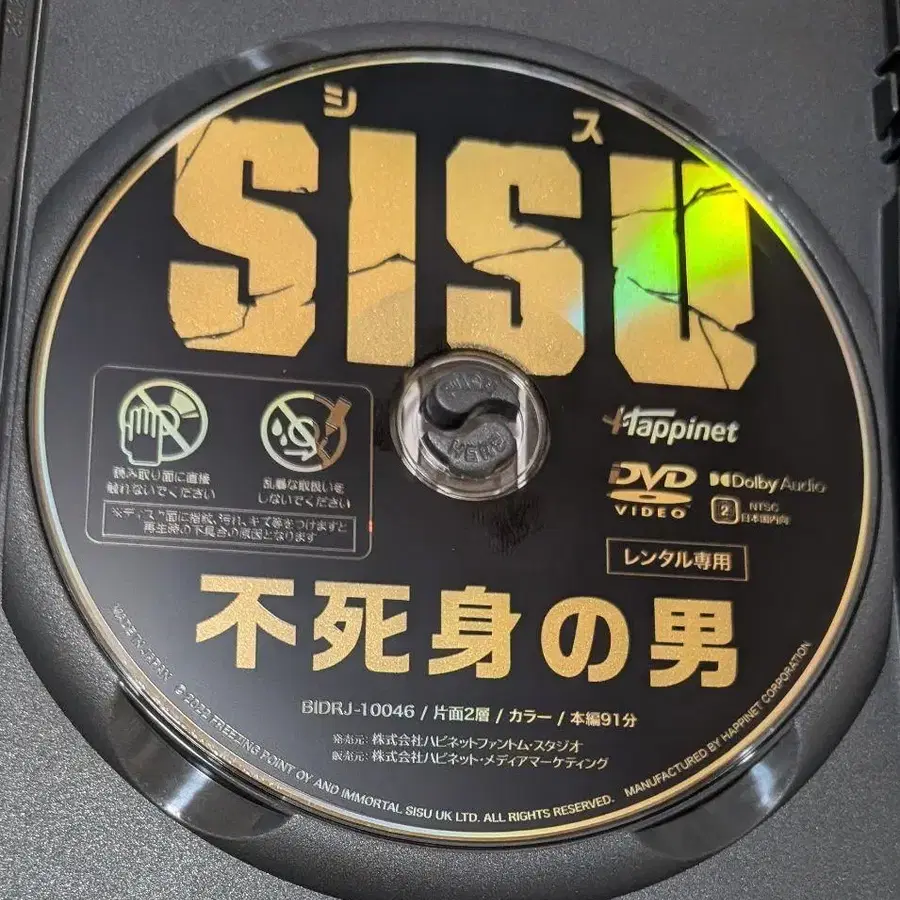 シス
SISU
Happinet
DVD
VIDEO
Dolby Audio
2
NTSC
日本国内向
読み取り面に直接
触れないでください
乱暴な取扱いを
しないでください
※ディスク面に指紋、汚れ、キズ等をつけますと
再生時の不具合の原因となります
レンタル専用
不死身の男
BIDRJ-10046 / 片面2層 / カラー / 本編91分
発売元: 株式会社ハピネットファントム・スタジオ
販売元: 株式会社ハピネット・メディアマーケティング
MADE IN JAPAN
℗ 2022 FREEZING POINT OY AND IMMORTAL SISU UK LTD. ALL RIGHTS RESERVED.
MANUFACTURED BY HAPPINET CORPORATION